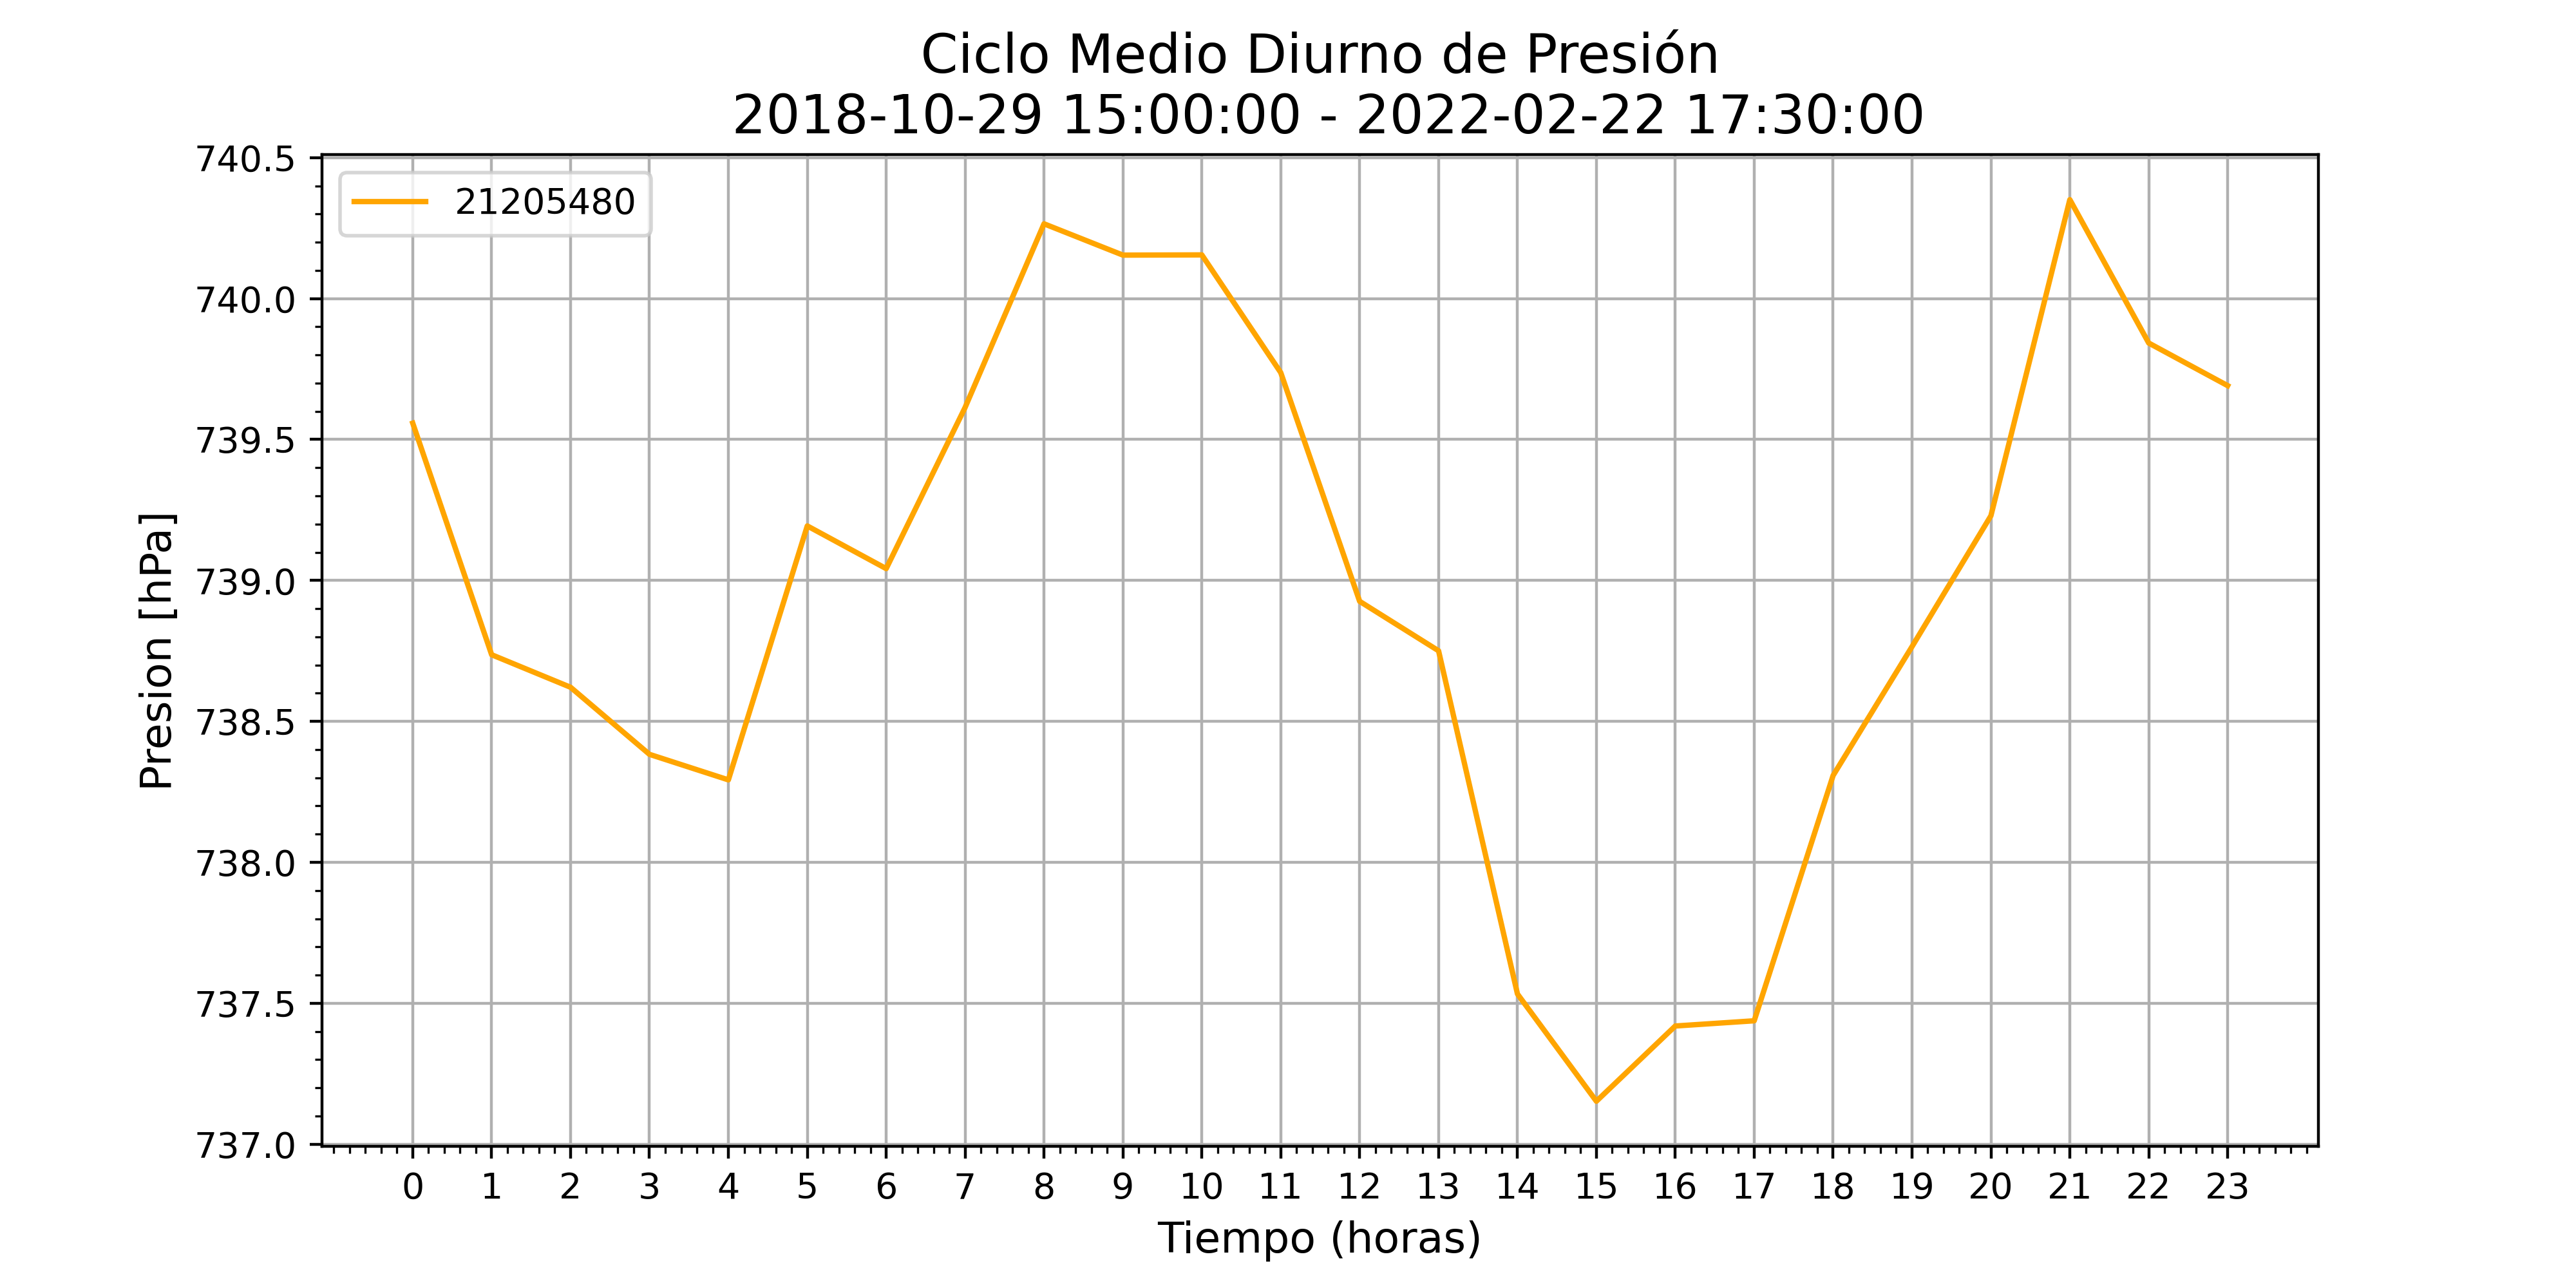 Ciclo Medio Diurno de Presión
2018-10-29 15:00:00 - 2022-02-22 17:30:00
21205480
740.5
740.0
739.5
739.0
738.5
738.0
737.5
737.0
Presion [hPa]
0 1 2 3 4 5 6 7 8 9 10 11 12 13 14 15 16 17 18 19 20 21 22 23
Tiempo (horas)